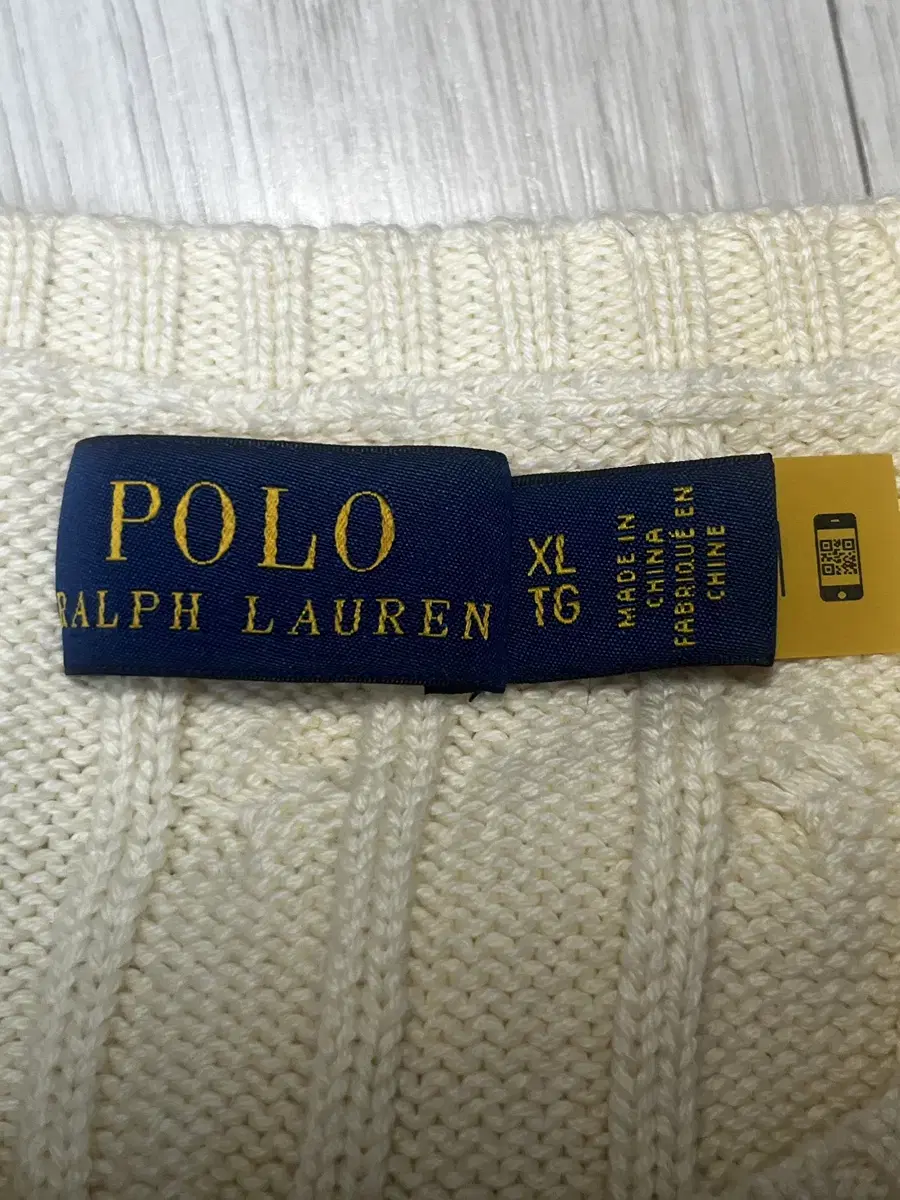 POLO
RALPH LAUREN
XL
TG
MADE IN
CHINA
FABRIQUÉ EN
CHINE